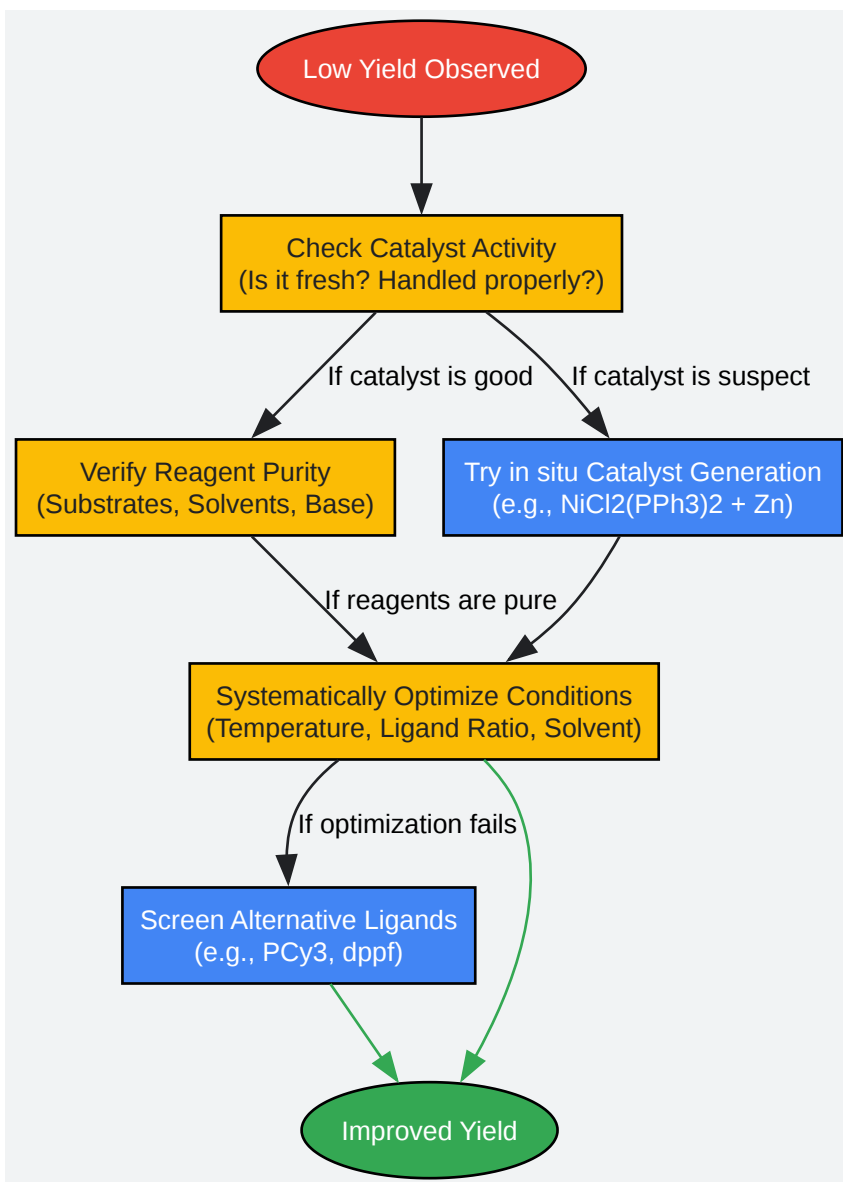 Low Yield Observed
Check Catalyst Activity
(Is it fresh? Handled properly?)
If catalyst is good
If catalyst is suspect
Verify Reagent Purity
(Substrates, Solvents, Base)
Try in situ Catalyst Generation
(e.g., NiCl2(PPh3)2 + Zn)
If reagents are pure
Systematically Optimize Conditions
(Temperature, Ligand Ratio, Solvent)
If optimization fails
Screen Alternative Ligands
(e.g., PCy3, dppf)
Improved Yield